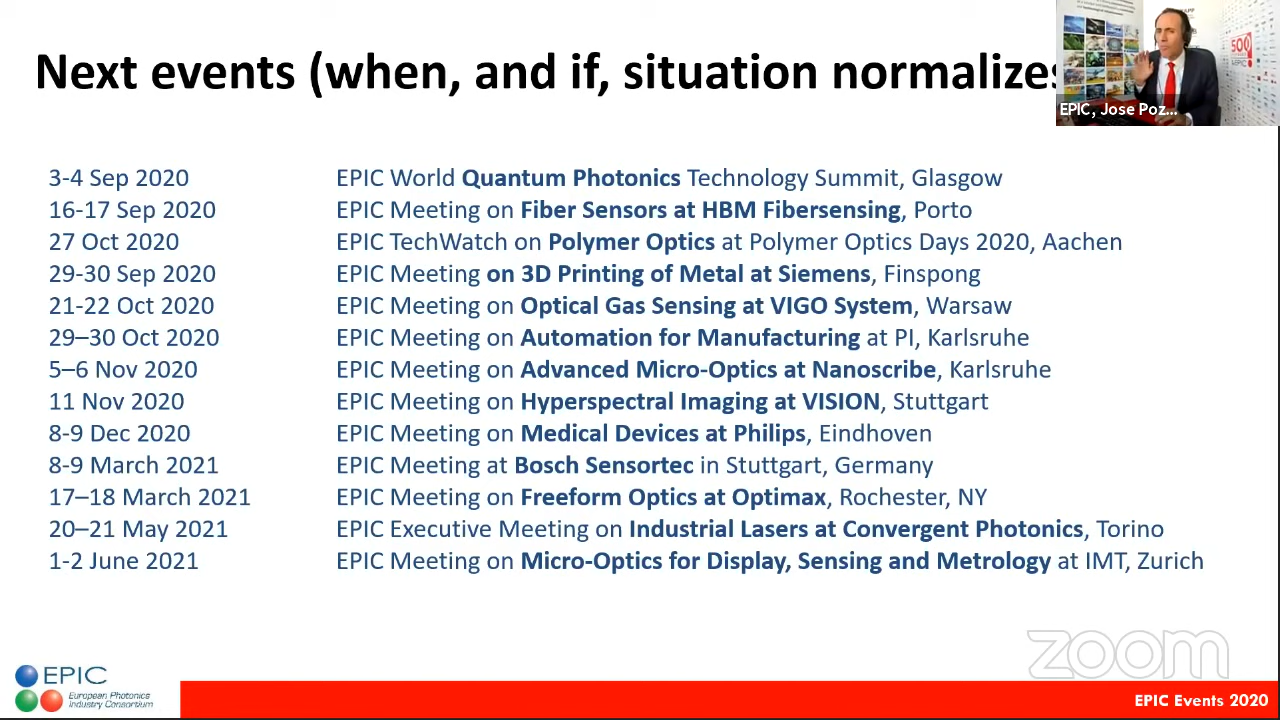 Next events (when, and if, situation normalizes
EPIC, Jose Poz...
500
EPIC
3-4 Sep 2020 EPIC World Quantum Photonics Technology Summit, Glasgow
16-17 Sep 2020 EPIC Meeting on Fiber Sensors at HBM Fibersensing, Porto
27 Oct 2020 EPIC TechWatch on Polymer Optics at Polymer Optics Days 2020, Aachen
29-30 Sep 2020 EPIC Meeting on 3D Printing of Metal at Siemens, Finspong
21-22 Oct 2020 EPIC Meeting on Optical Gas Sensing at VIGO System, Warsaw
29–30 Oct 2020 EPIC Meeting on Automation for Manufacturing at PI, Karlsruhe
5–6 Nov 2020 EPIC Meeting on Advanced Micro-Optics at Nanoscribe, Karlsruhe
11 Nov 2020 EPIC Meeting on Hyperspectral Imaging at VISION, Stuttgart
8-9 Dec 2020 EPIC Meeting on Medical Devices at Philips, Eindhoven
8-9 March 2021 EPIC Meeting at Bosch Sensortec in Stuttgart, Germany
17–18 March 2021 EPIC Meeting on Freeform Optics at Optimax, Rochester, NY
20–21 May 2021 EPIC Executive Meeting on Industrial Lasers at Convergent Photonics, Torino
1-2 June 2021 EPIC Meeting on Micro-Optics for Display, Sensing and Metrology at IMT, Zurich
zoom
EPIC
European Photonics
Industry Consortium
EPIC Events 2020